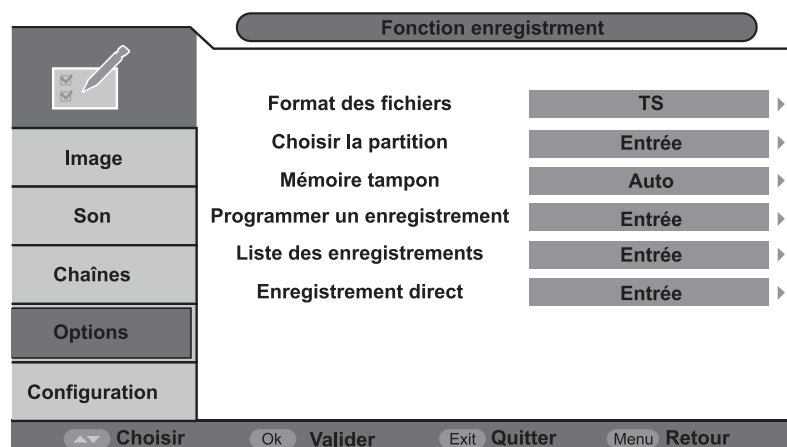 Fonction enregistrment
Format des fichiers TS
Choisir la partition Entrée
Mémoire tampon Auto
Programmer un enregistrement Entrée
Liste des enregistrements Entrée
Enregistrement direct Entrée
Image
Son
Chaînes
Options
Configuration
Choisir Ok Valider Exit Quitter Menu Retour